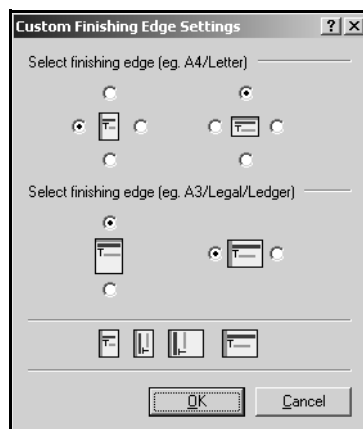 Custom Finishing Edge Settings
Select finishing edge (eg. A4/Letter)
Select finishing edge (eg. A3/Legal/Ledger)
OK
Cancel